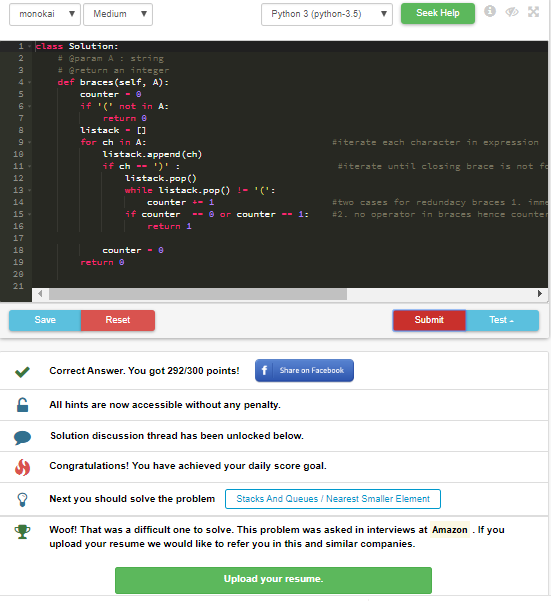 monokai
Medium
Python 3 (python-3.5)
Seek Help
1 class Solution:
2 # @param A : string
3 # @return an integer
4 def braces(self, A):
5 counter = 0
6 if '(' not in A:
7 return 0
8 listack = []
9 for ch in A: #iterate each character in expression
10 listack.append(ch)
11 if ch == ')' : #iterate until closing brace is not
12 listack.pop()
13 while listack.pop() != '(':
14 counter += 1 #two cases for redundacy braces 1.
15 if counter == 0 or counter == 1: #2. no operator in braces hence counter
16 return 1
17
18 counter = 0
19 return 0
20
21
Save
Reset
Submit
Test
Correct Answer. You got 292/300 points!
f Share on Facebook
All hints are now accessible without any penalty.
Solution discussion thread has been unlocked below.
Congratulations! You have achieved your daily score goal.
Next you should solve the problem
Stacks And Queues / Nearest Smaller Element
Woof! That was a difficult one to solve. This problem was asked in interviews at Amazon . If you
upload your resume we would like to refer you in this and similar companies.
Upload your resume.